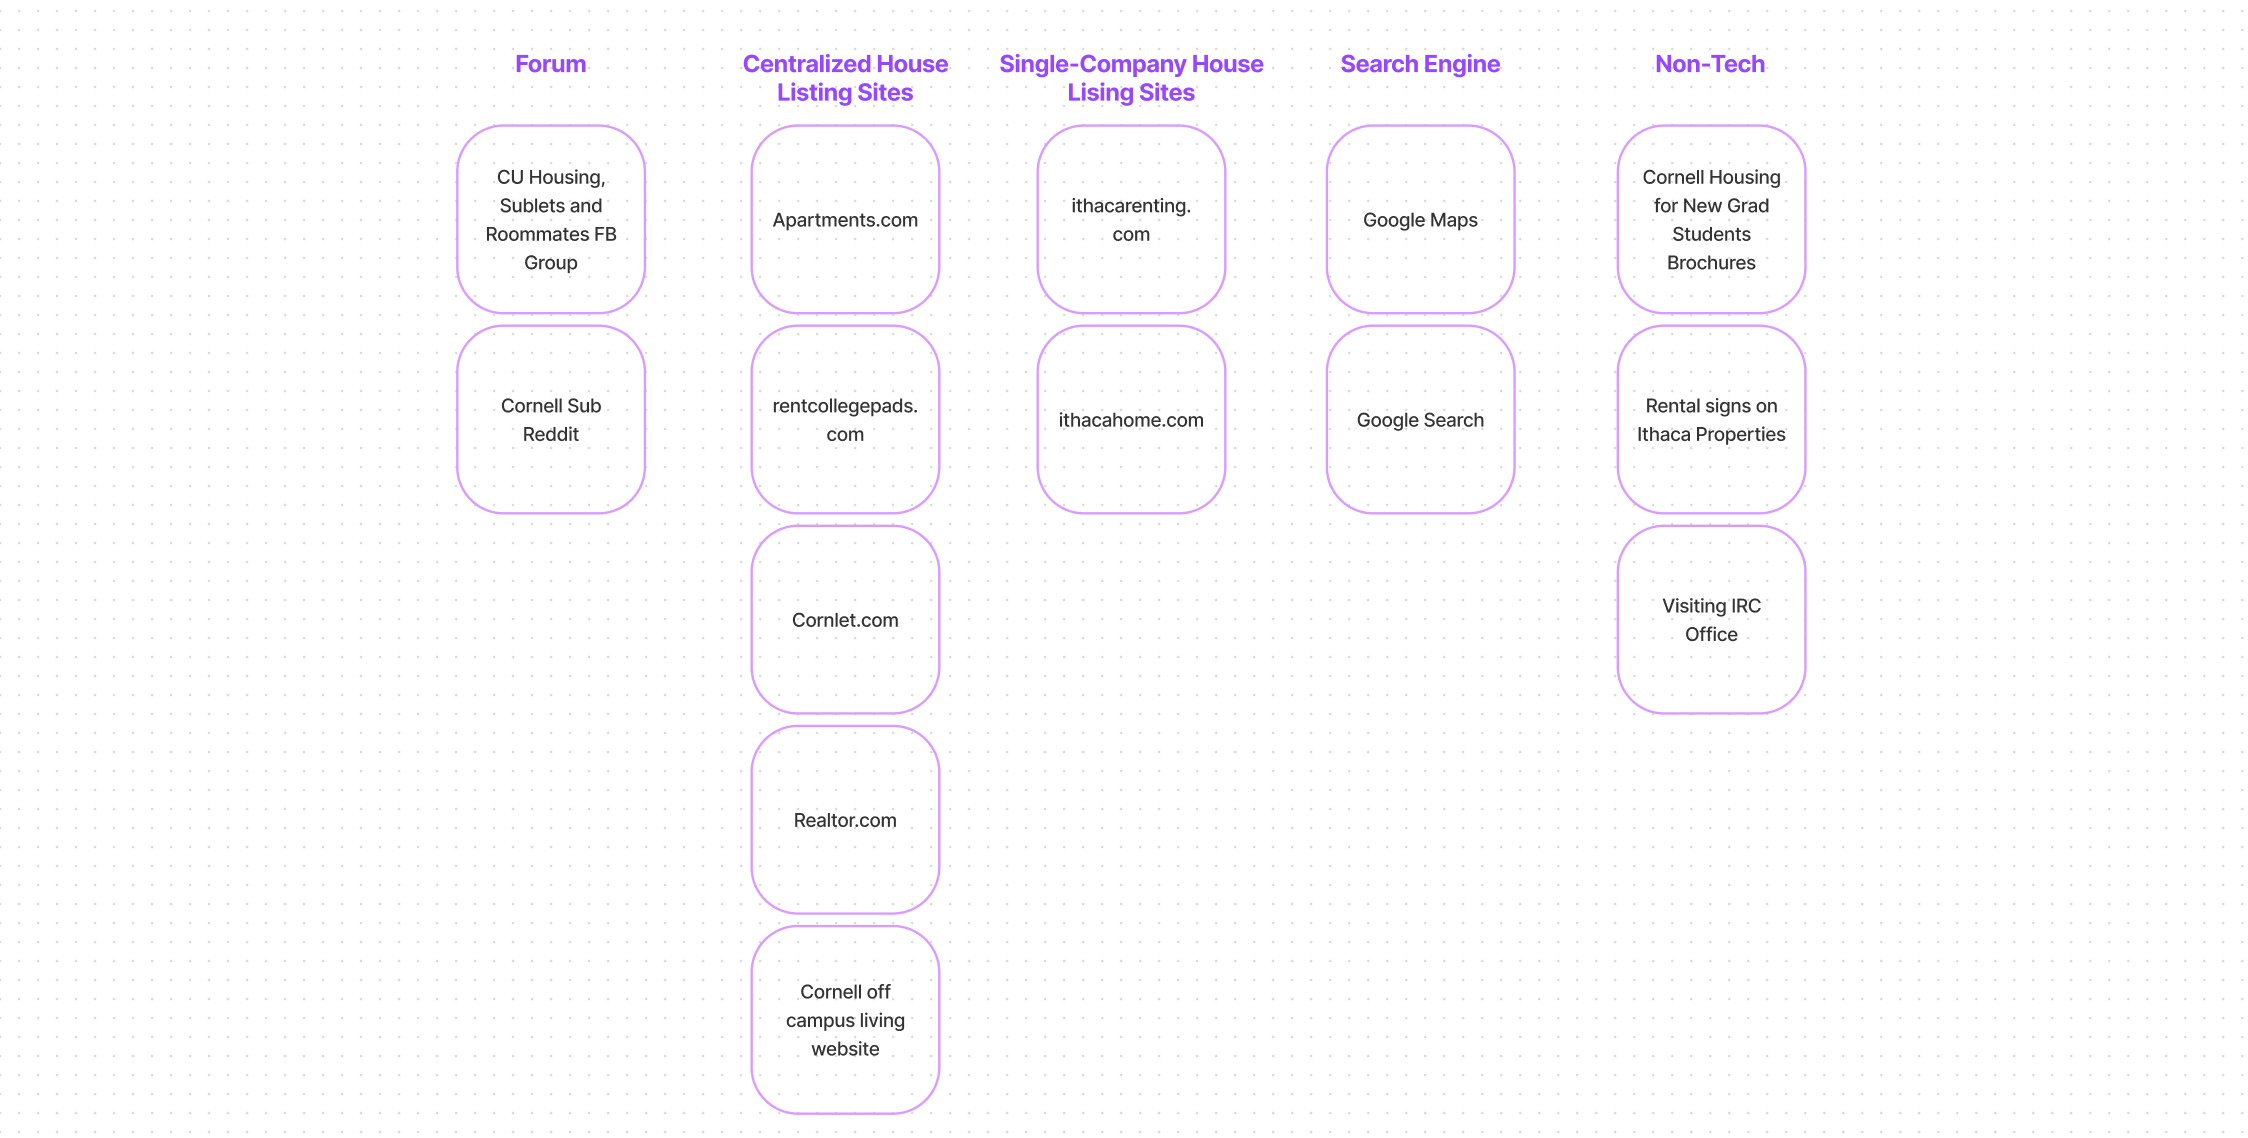 Forum
CU Housing,
Sublets and
Roommates FB
Group
Cornell Sub
Reddit
Centralized House
Listing Sites
Apartments.com
rentcollegepads.
com
Cornlet.com
Realtor.com
Cornell off
campus living
website
Single-Company House
Lising Sites
ithacarenting.
com
ithacahome.com
Search Engine
Google Maps
Google Search
Non-Tech
Cornell Housing
for New Grad
Students
Brochures
Rental signs on
Ithaca Properties
Visiting IRC
Office